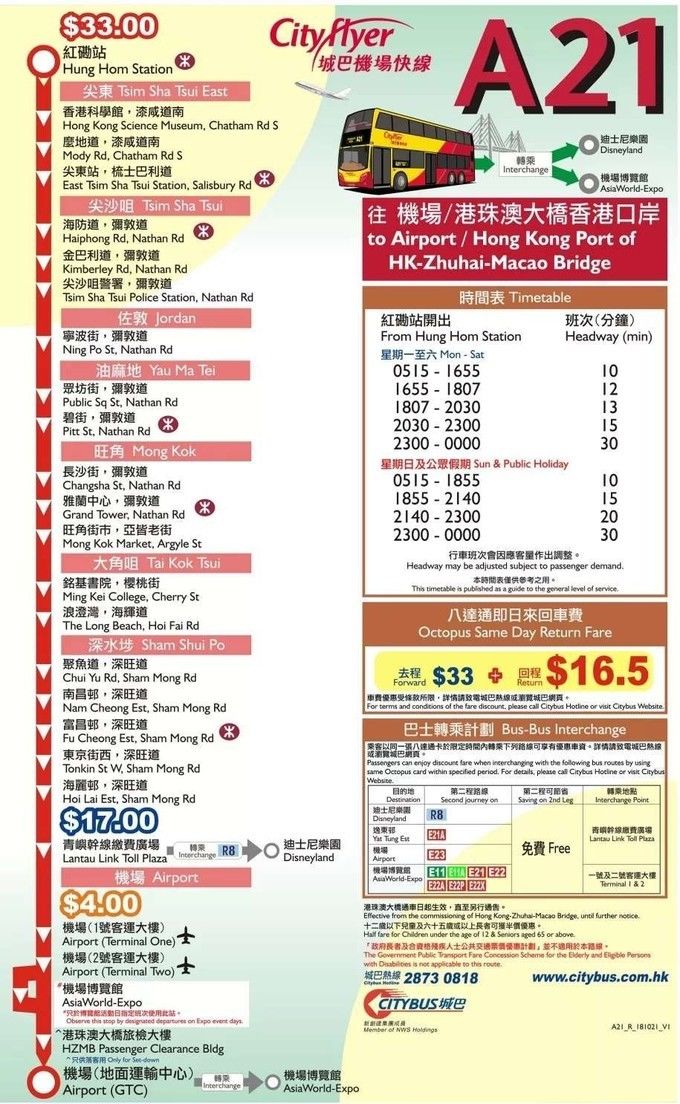 $33.00
紅磡站
Hung Hom Station
尖東 Tsim Sha Tsui East
香港科學館，漆咸道南
Hong Kong Science Museum, Chatham Rd S
麼地道，漆咸道南
Mody Rd, Chatham Rd S
尖東站，梳士巴利道
East Tsim Sha Tsui Station, Salisbury Rd
尖沙咀 Tsim Sha Tsui
海防道，彌敦道
Haiphong Rd, Nathan Rd
金巴利道，彌敦道
Kimberley Rd, Nathan Rd
尖沙咀警署，彌敦道
Tsim Sha Tsui Police Station, Nathan Rd
佐敦 Jordan
寧波街，彌敦道
Ning Po St, Nathan Rd
油麻地 Yau Ma Tei
眾坊街，彌敦道
Public Sq St, Nathan Rd
碧街，彌敦道
Pitt St, Nathan Rd
旺角 Mong Kok
長沙街，彌敦道
Changsha St, Nathan Rd
雅蘭中心，彌敦道
Grand Tower, Nathan Rd
旺角街市，亞皆老街
Mong Kok Market, Argyle St
大角咀 Tai Kok Tsui
銘基書院，櫻桃街
Ming Kei College, Cherry St
浪澄灣，海輝道
The Long Beach, Hoi Fai Rd
深水埗 Sham Shui Po
聚魚道，深旺道
Chui Yu Rd, Sham Mong Rd
南昌邨，深旺道
Nam Cheong Est, Sham Mong Rd
富昌邨，深旺道
Fu Cheong Est, Sham Mong Rd
東京街西，深旺道
Tonkin St W, Sham Mong Rd
海麗邨，深旺道
Hoi Lai Est, Sham Mong Rd
$17.00
青嶼幹線繳費廣場
Lantau Link Toll Plaza
轉乘
Interchange
R8
迪士尼樂園
Disneyland
機場 Airport
$4.00
機場（1號客運大樓）
Airport (Terminal One)
機場（2號客運大樓）
Airport (Terminal Two)
*機場博覽館
AsiaWorld-Expo
*只於博覽館活動日指定班次使用此站。
Observe this stop by designated departures on Expo event days.
^港珠澳大橋旅檢大樓
HZMB Passenger Clearance Bldg
^只供落客用 Only for Set-down
機場（地面運輸中心）
Airport (GTC)
轉乘
Interchange
機場博覽館
AsiaWorld-Expo
Cityflyer
城巴機場快線
A21
轉乘
Interchange
迪士尼樂園
Disneyland
機場博覽館
AsiaWorld-Expo
往 機場/港珠澳大橋香港口岸
to Airport / Hong Kong Port of
HK-Zhuhai-Macao Bridge
時間表 Timetable
紅磡站開出 班次（分鐘）
From Hung Hom Station Headway (min)
星期一至六 Mon - Sat
0515 - 1655 10
1655 - 1807 12
1807 - 2030 13
2030 - 2300 15
2300 - 0000 30
星期日及公眾假期 Sun & Public Holiday
0515 - 1855 10
1855 - 2140 15
2140 - 2300 20
2300 - 0000 30
行車班次會因應客量作出調整。
Headway may be adjusted subject to passenger demand.
本時間表僅供參考之用。
This timetable is published as a guide to the general level of service.
八達通即日來回車費
Octopus Same Day Return Fare
去程
Forward
$33
+
回程
Return
$16.5
車費優惠受條款所限，詳情請致電城巴熱線或瀏覽城巴網頁。
For terms and conditions of the fare discount, please call Citybus Hotline or visit Citybus Website.
巴士轉乘計劃 Bus-Bus Interchange
乘客以同一張八達通卡於限定時間內轉乘下列路線可享有優惠車資。詳情請致電城巴熱線
或瀏覽城巴網頁。
Passengers can enjoy discount fare when interchanging with the following bus routes by using
same Octopus card within specified period. For details, please call Citybus Hotline or visit Citybus
Website.
目的地 第二程路線 第二程可節省 轉乘地點
Destination Second journey on Saving on 2nd Leg Interchange Point
迪士尼樂園
Disneyland
R8
逸東邨
Yat Tung Est
E21A
機場
Airport
E23
免費 Free
青嶼幹線繳費廣場
Lantau Link Toll Plaza
機場博覽館
AsiaWorld-Expo
E11 E11A E21 E22
E22A E22P E22X
一號及二號客運大樓
Terminal 1 & 2
港珠澳大橋通車日起生效，直至另行通告。
Effective from the commissioning of Hong Kong-Zhuhai-Macao Bridge, until further notice.
十二歲以下兒童及六十五歲或以上長者可獲半價優惠。
Half fare for Children under the age of 12 & Seniors aged 65 or above.
「政府長者及合資格殘疾人士公共交通票價優惠計劃」並不適用於本路線。
The Government Public Transport Fare Concession Scheme for the Elderly and Eligible Persons
with Disabilities is not applicable to this route.
城巴熱線
Citybus Hotline
2873 0818
www.citybus.com.hk
CITYBUS 城巴
新創建集團成員
Member of NWS Holdings
A21_R_181021_V1